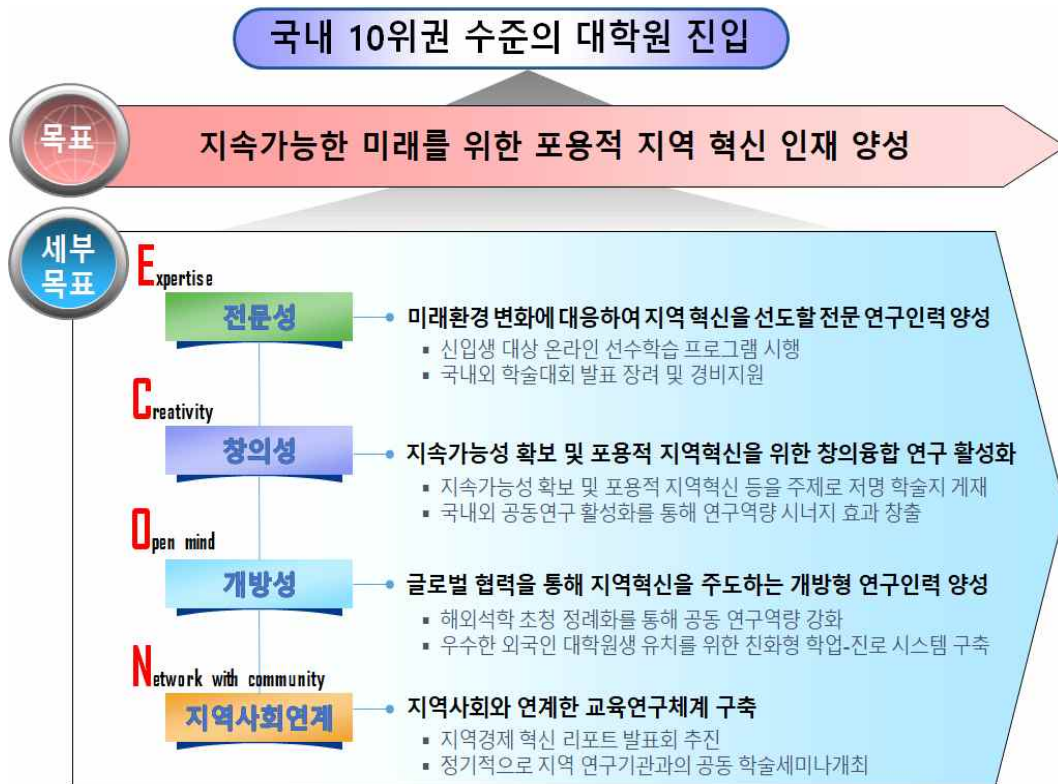 국내 10위권 수준의 대학원 진입
목표
지속가능한 미래를 위한 포용적 지역 혁신 인재 양성
세부
목표
Expertise
전문성
미래환경 변화에 대응하여 지역 혁신을 선도할 전문 연구인력 양성
▪ 신입생 대상 온라인 선수학습 프로그램 시행
▪ 국내외 학술대회 발표 장려 및 경비지원
Creativity
창의성
지속가능성 확보 및 포용적 지역혁신을 위한 창의융합 연구 활성화
▪ 지속가능성 확보 및 포용적 지역혁신 등을 주제로 저명 학술지 게재
▪ 국내외 공동연구 활성화를 통해 연구역량 시너지 효과 창출
Open mind
개방성
글로벌 협력을 통해 지역혁신을 주도하는 개방형 연구인력 양성
▪ 해외석학 초청 정례화를 통해 공동 연구역량 강화
▪ 우수한 외국인 대학원생 유치를 위한 친화형 학업-진로 시스템 구축
Network with community
지역사회연계
지역사회와 연계한 교육연구체계 구축
▪ 지역경제 혁신 리포트 발표회 추진
▪ 정기적으로 지역 연구기관과의 공동 학술세미나개최